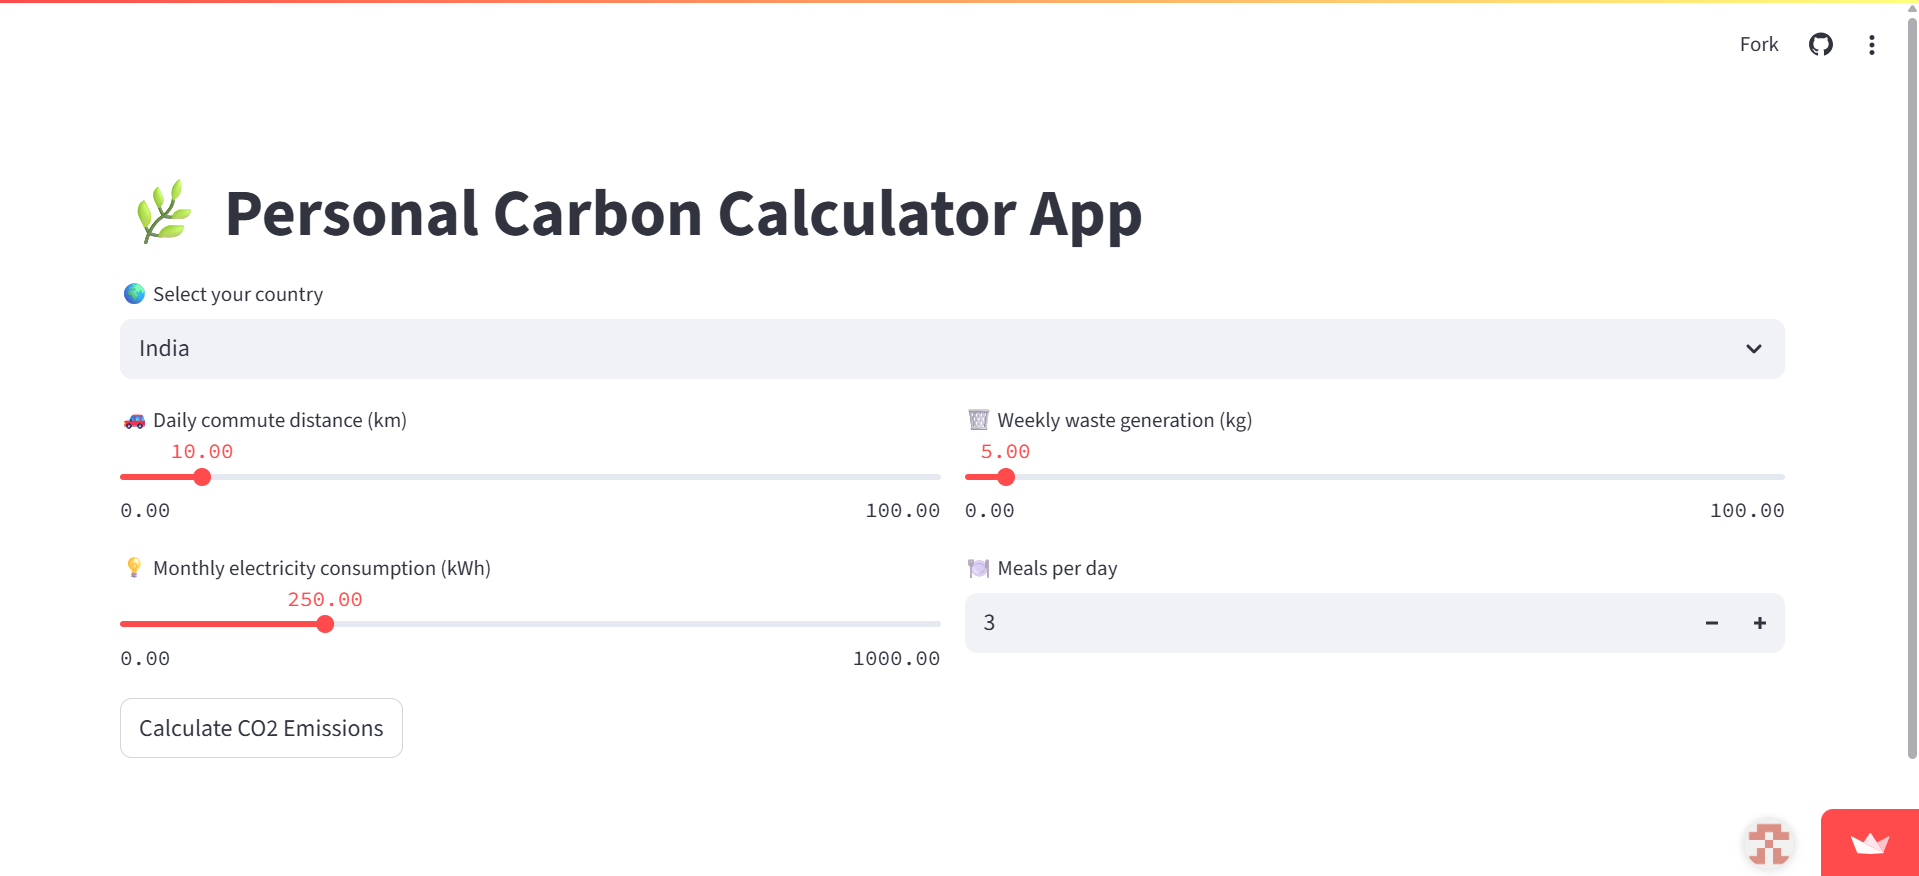 Fork
Personal Carbon Calculator App
Select your country
India
Daily commute distance (km)
10.00
0.00 100.00
Weekly waste generation (kg)
5.00
0.00 100.00
Monthly electricity consumption (kWh)
250.00
0.00 1000.00
Meals per day
3
Calculate CO2 Emissions